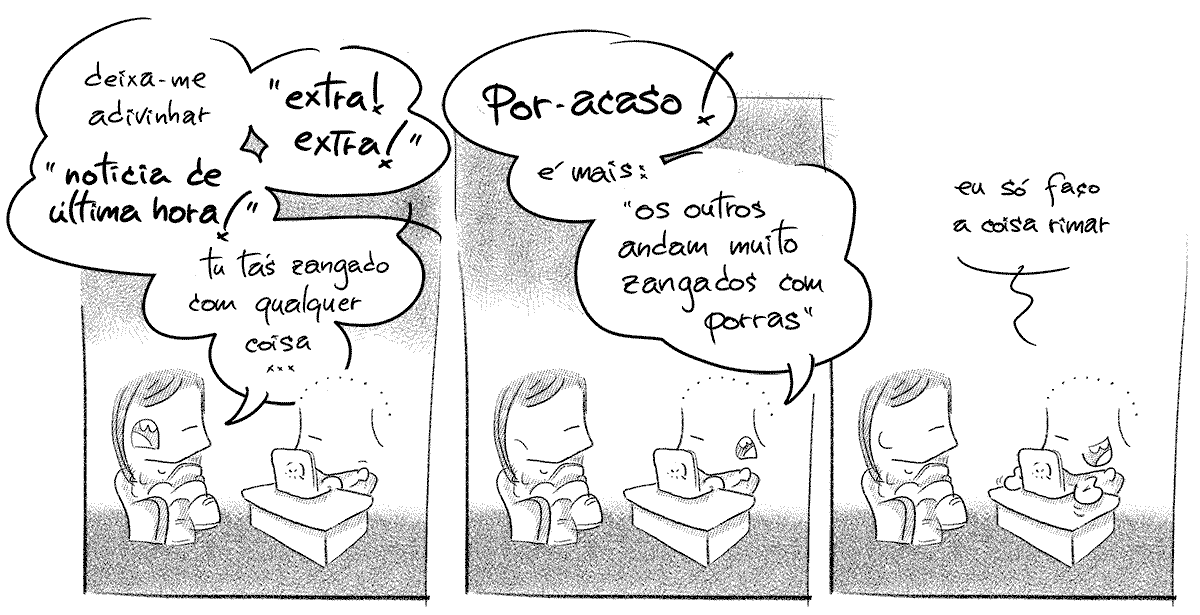 deixa-me
adivinhar
"extra!
extra!"
"noticia de
última hora!"
tu tás zangado
com qualquer
coisa
...
Por-acaso!
é mais:
"os outros
andam muito
zangados com
porras"
eu só faço
a coisa rimar